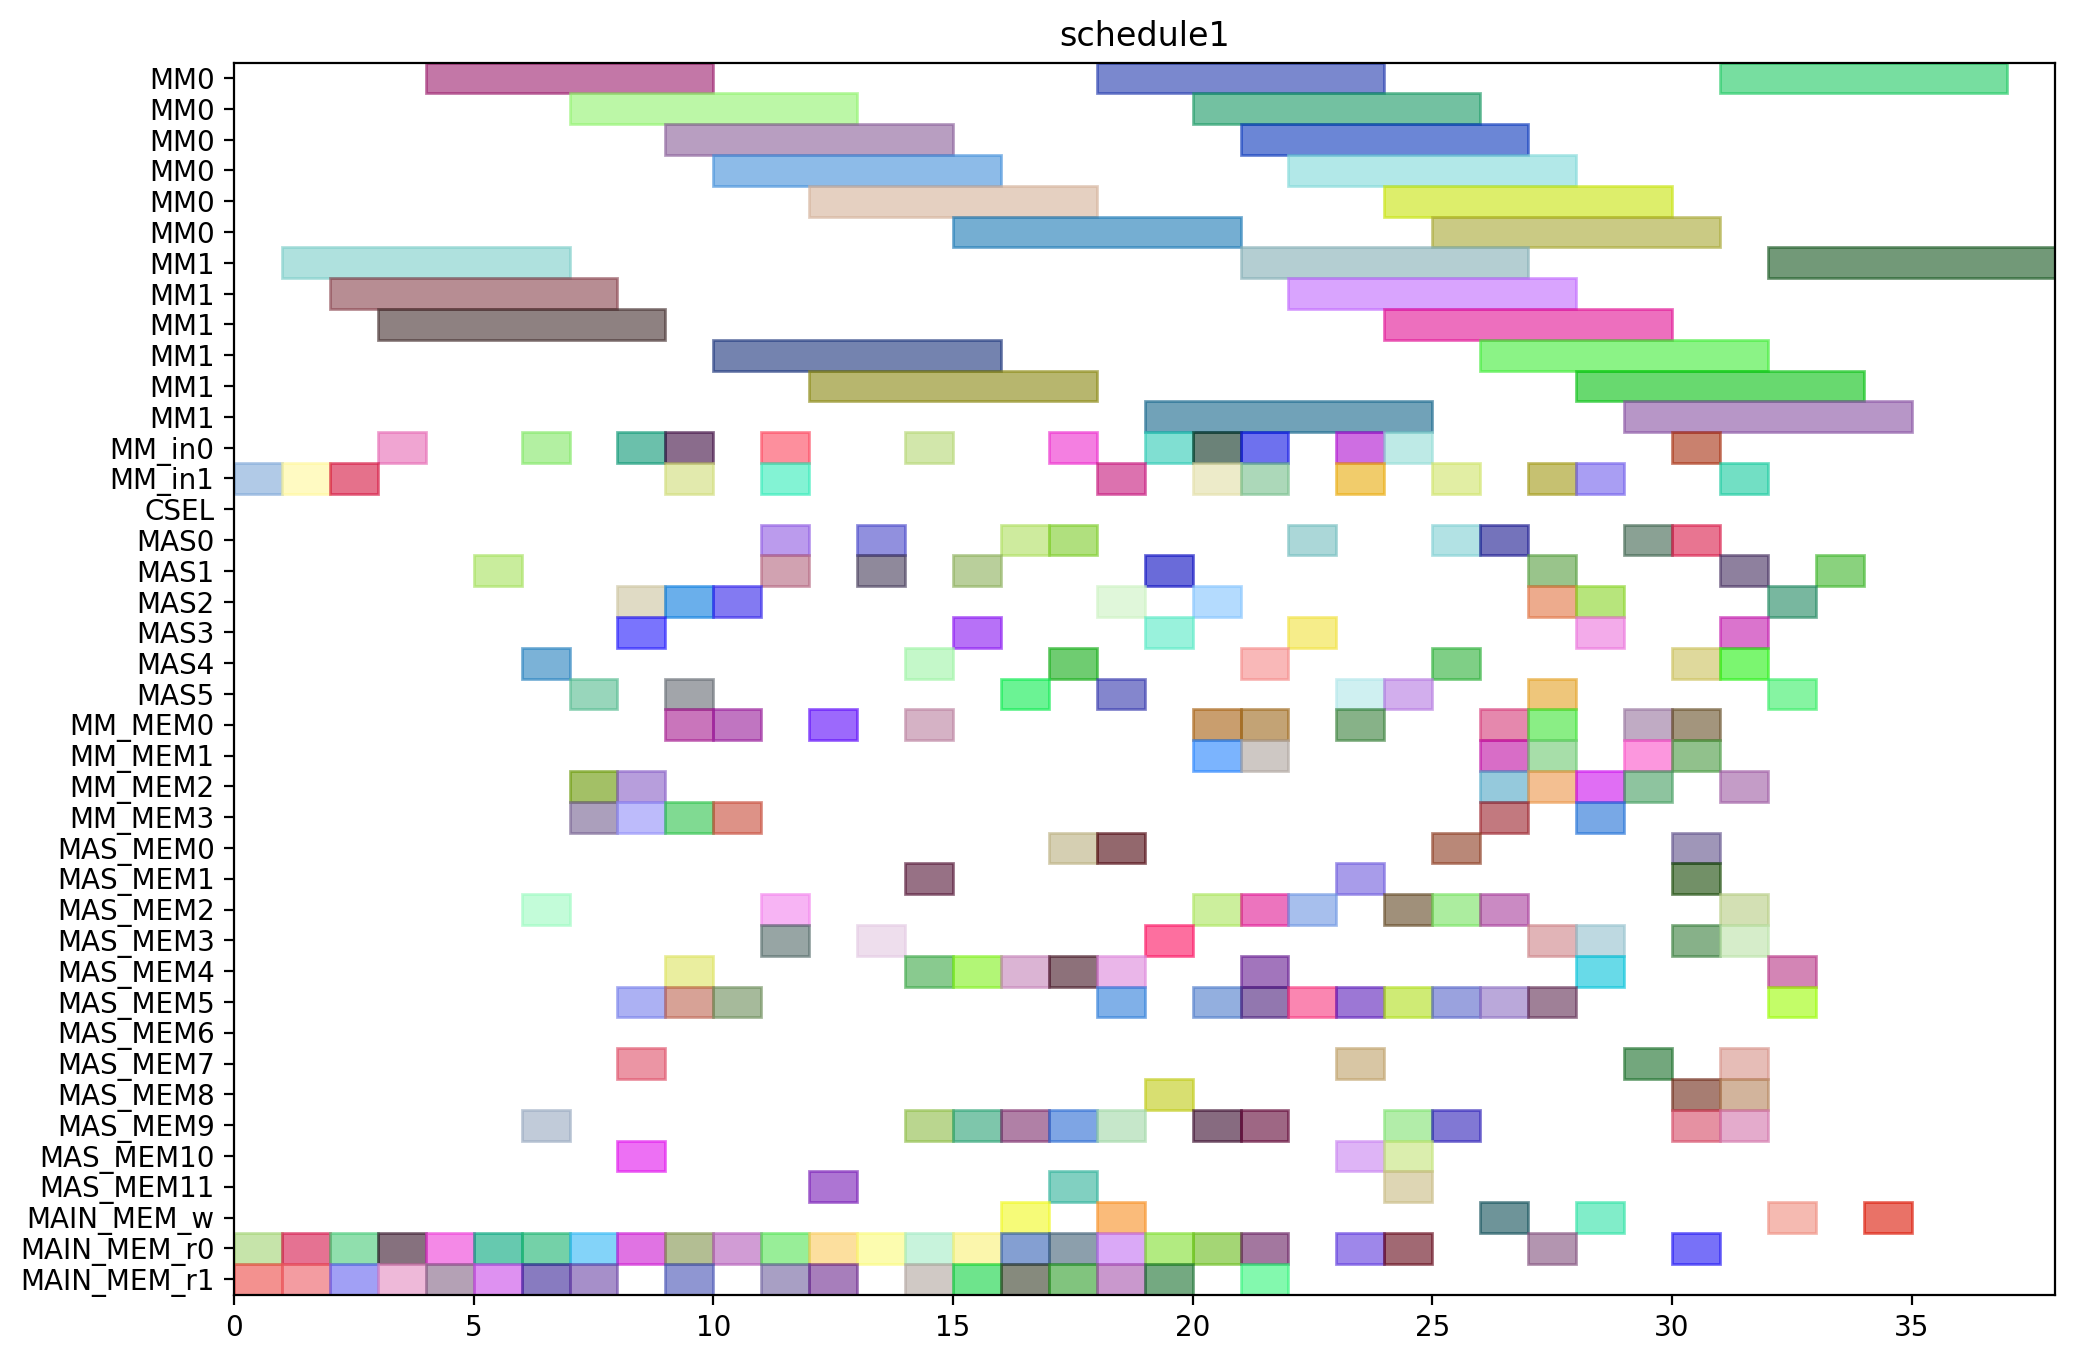 schedule1
MM0
MM0
MM0
MM0
MM0
MM0
MM1
MM1
MM1
MM1
MM1
MM1
MM_in0
MM_in1
CSEL
MAS0
MAS1
MAS2
MAS3
MAS4
MAS5
MM_MEM0
MM_MEM1
MM_MEM2
MM_MEM3
MAS_MEM0
MAS_MEM1
MAS_MEM2
MAS_MEM3
MAS_MEM4
MAS_MEM5
MAS_MEM6
MAS_MEM7
MAS_MEM8
MAS_MEM9
MAS_MEM10
MAS_MEM11
MAIN_MEM_w
MAIN_MEM_r0
MAIN_MEM_r1
0 5 10 15 20 25 30 35